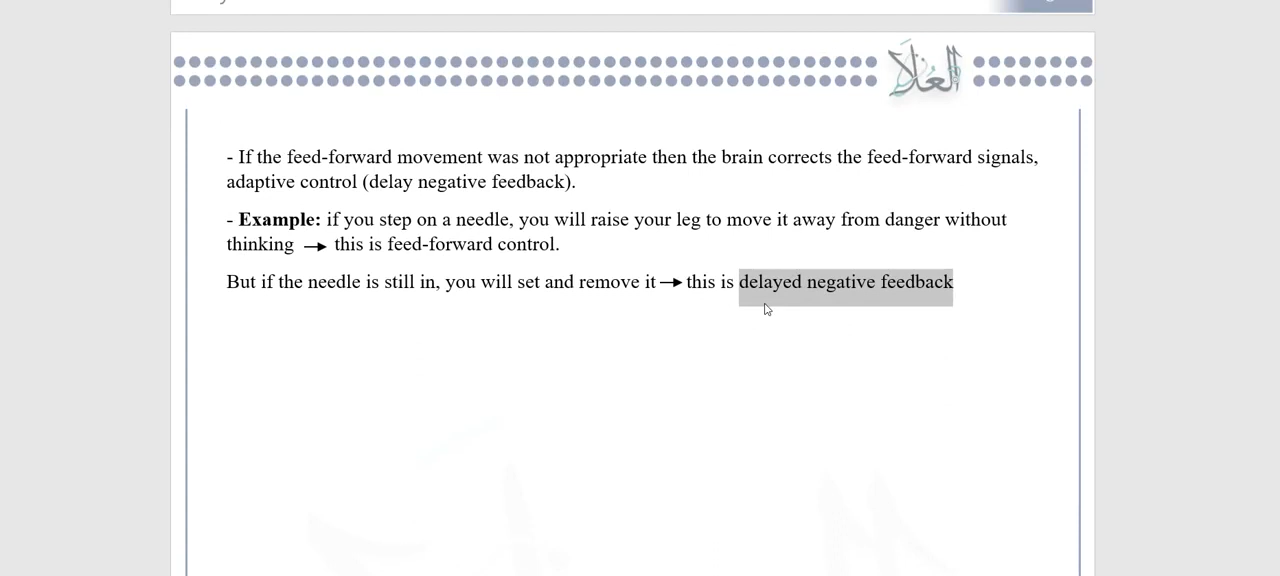 العلا
- If the feed-forward movement was not appropriate then the brain corrects the feed-forward signals,
adaptive control (delay negative feedback).
- Example: if you step on a needle, you will raise your leg to move it away from danger without
thinking → this is feed-forward control.
But if the needle is still in, you will set and remove it → this is delayed negative feedback